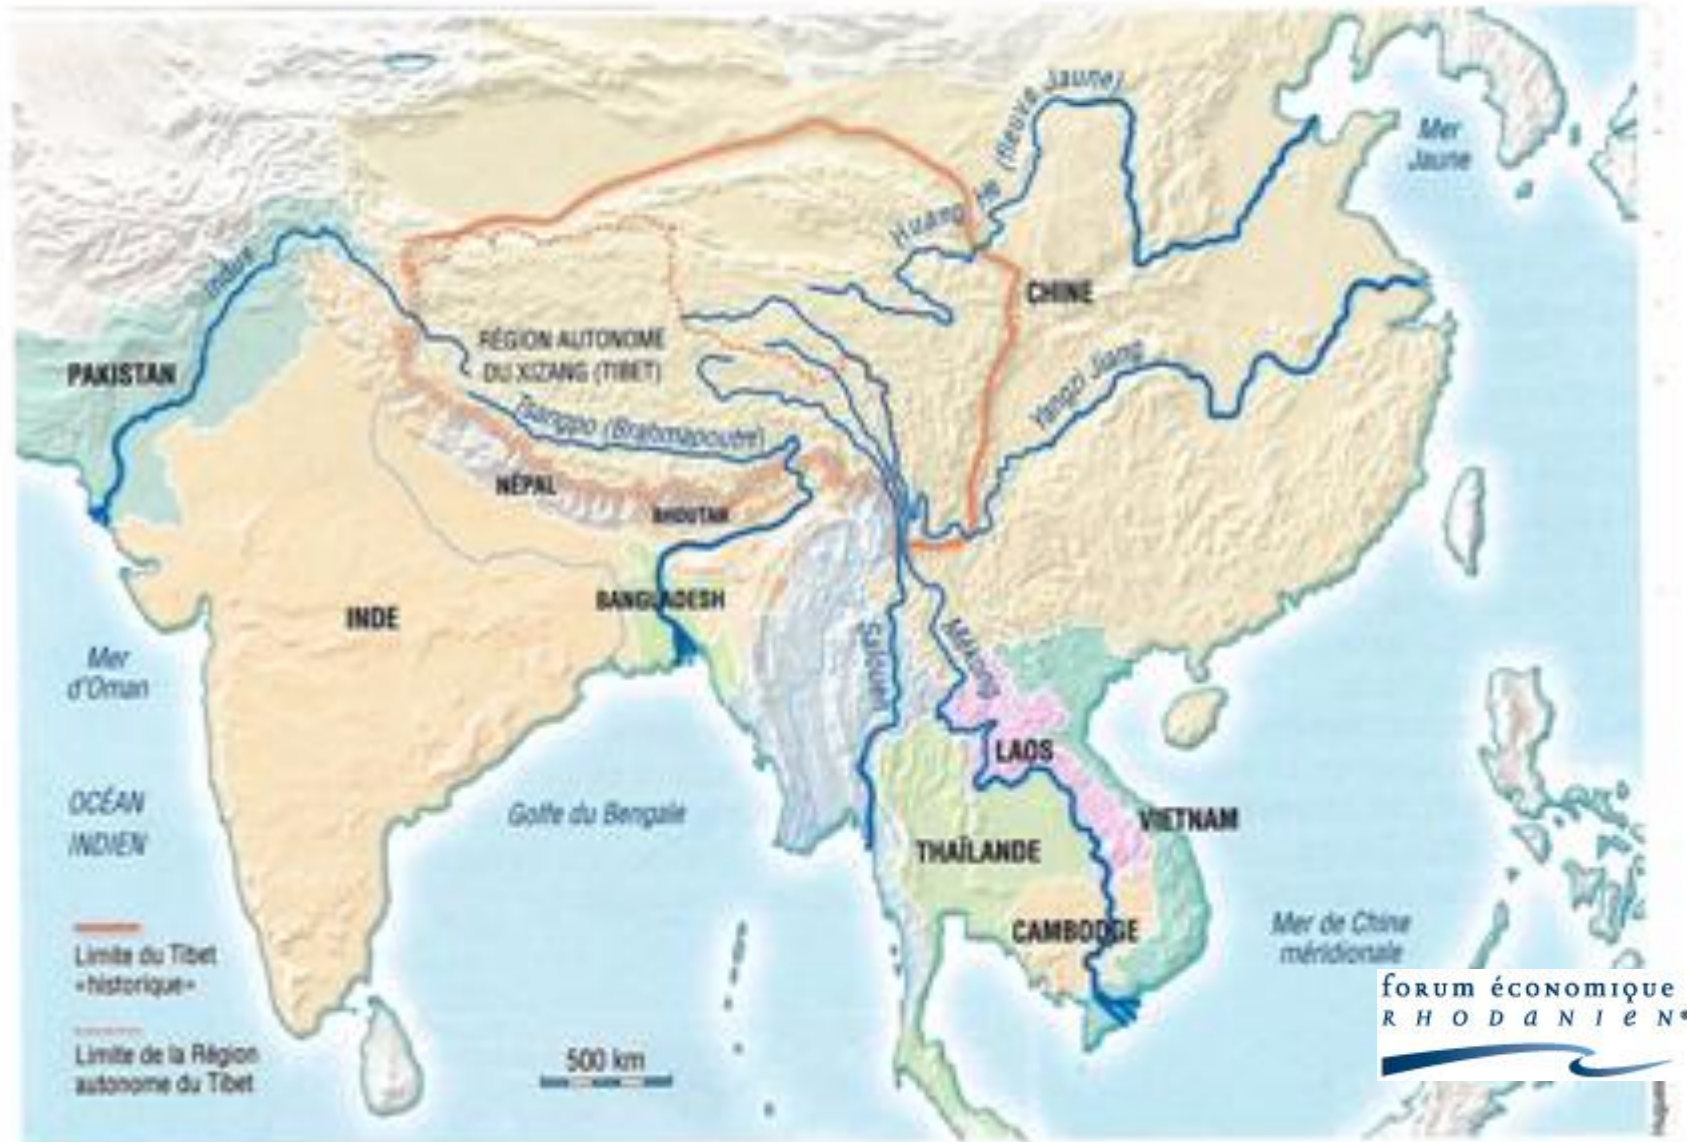 Huang He (fleuve Jaune)
Mer
Jaune
Indus
CHINE
RÉGION AUTONOME
DU XIZANG (TIBET)
PAKISTAN
Yangzi Jiang
Tsangpo (Brahmapoutre)
NÉPAL
BHOUTAN
BANGLADESH
INDE
Salouen
Mékong
Mer
d'Oman
LAOS
OCÉAN
INDIEN
Golfe du Bengale
VIETNAM
THAÏLANDE
CAMBODGE
Mer de Chine
méridionale
Limite du Tibet
«historique»
Limite de la Région
autonome du Tibet
500 km
forum économique
RHODANIEN